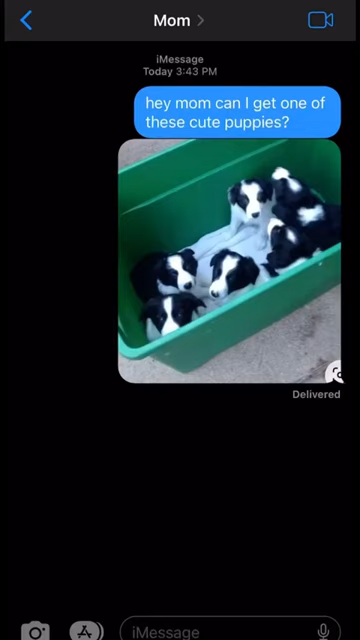 Mom
iMessage
Today 3:43 PM
hey mom can I get one of
these cute puppies?
Delivered
iMessage